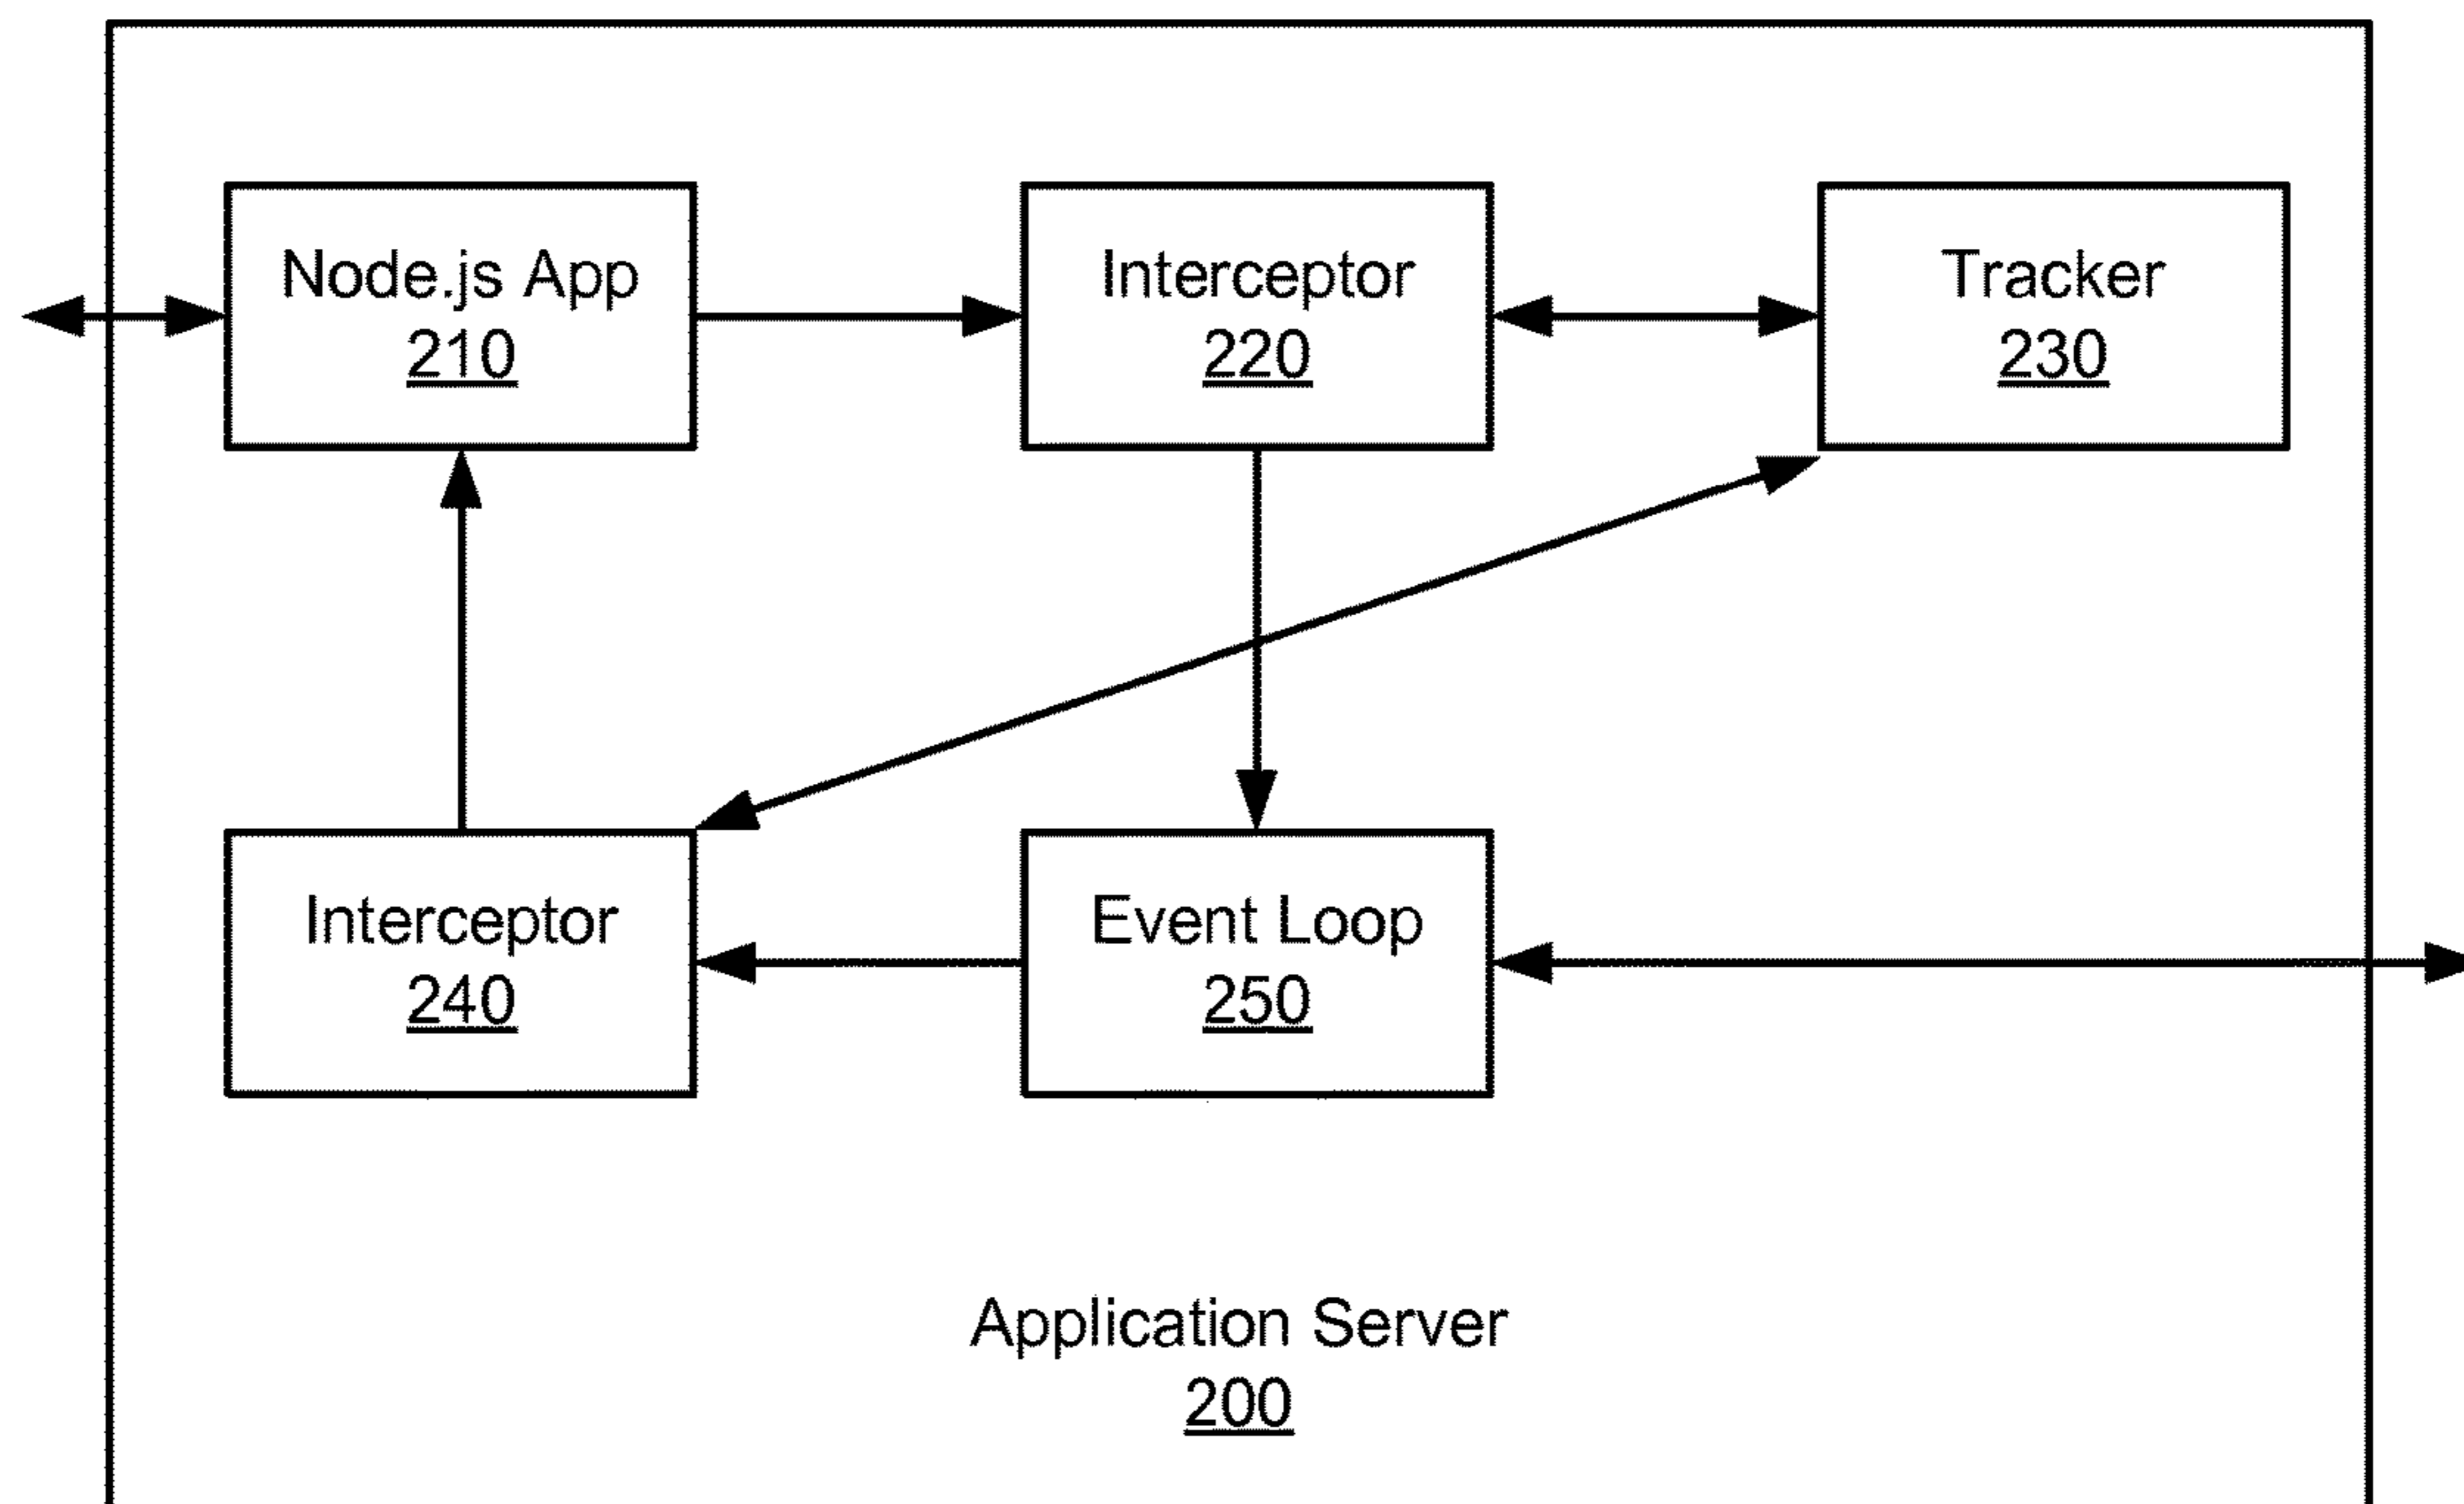 Node.js App
210
Interceptor
220
Tracker
230
Interceptor
240
Event Loop
250
Application Server
200